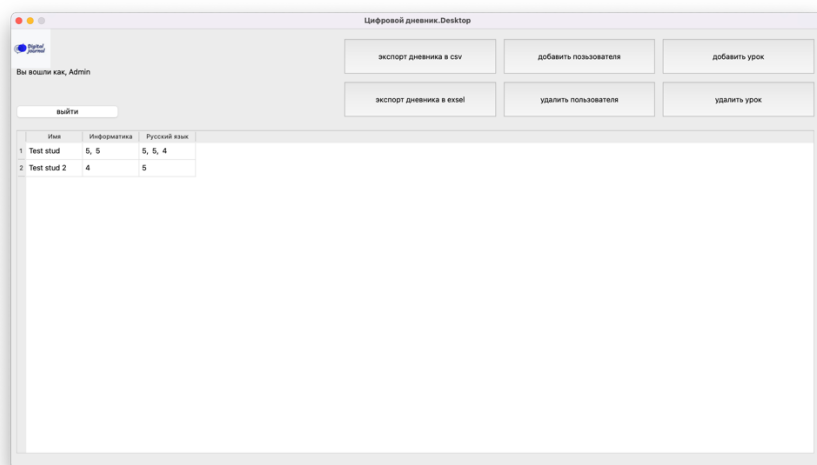 Цифровой дневник.Desktop
Digital
journal
Вы вошли как, Admin
выйти
экспорт дневника в csv
добавить позьзователя
добавить урок
экспорт дневника в exsel
удалить пользователя
удалить урок
Имя Информатика Русский язык
1 Test stud 5, 5 5, 5, 4
2 Test stud 2 4 5